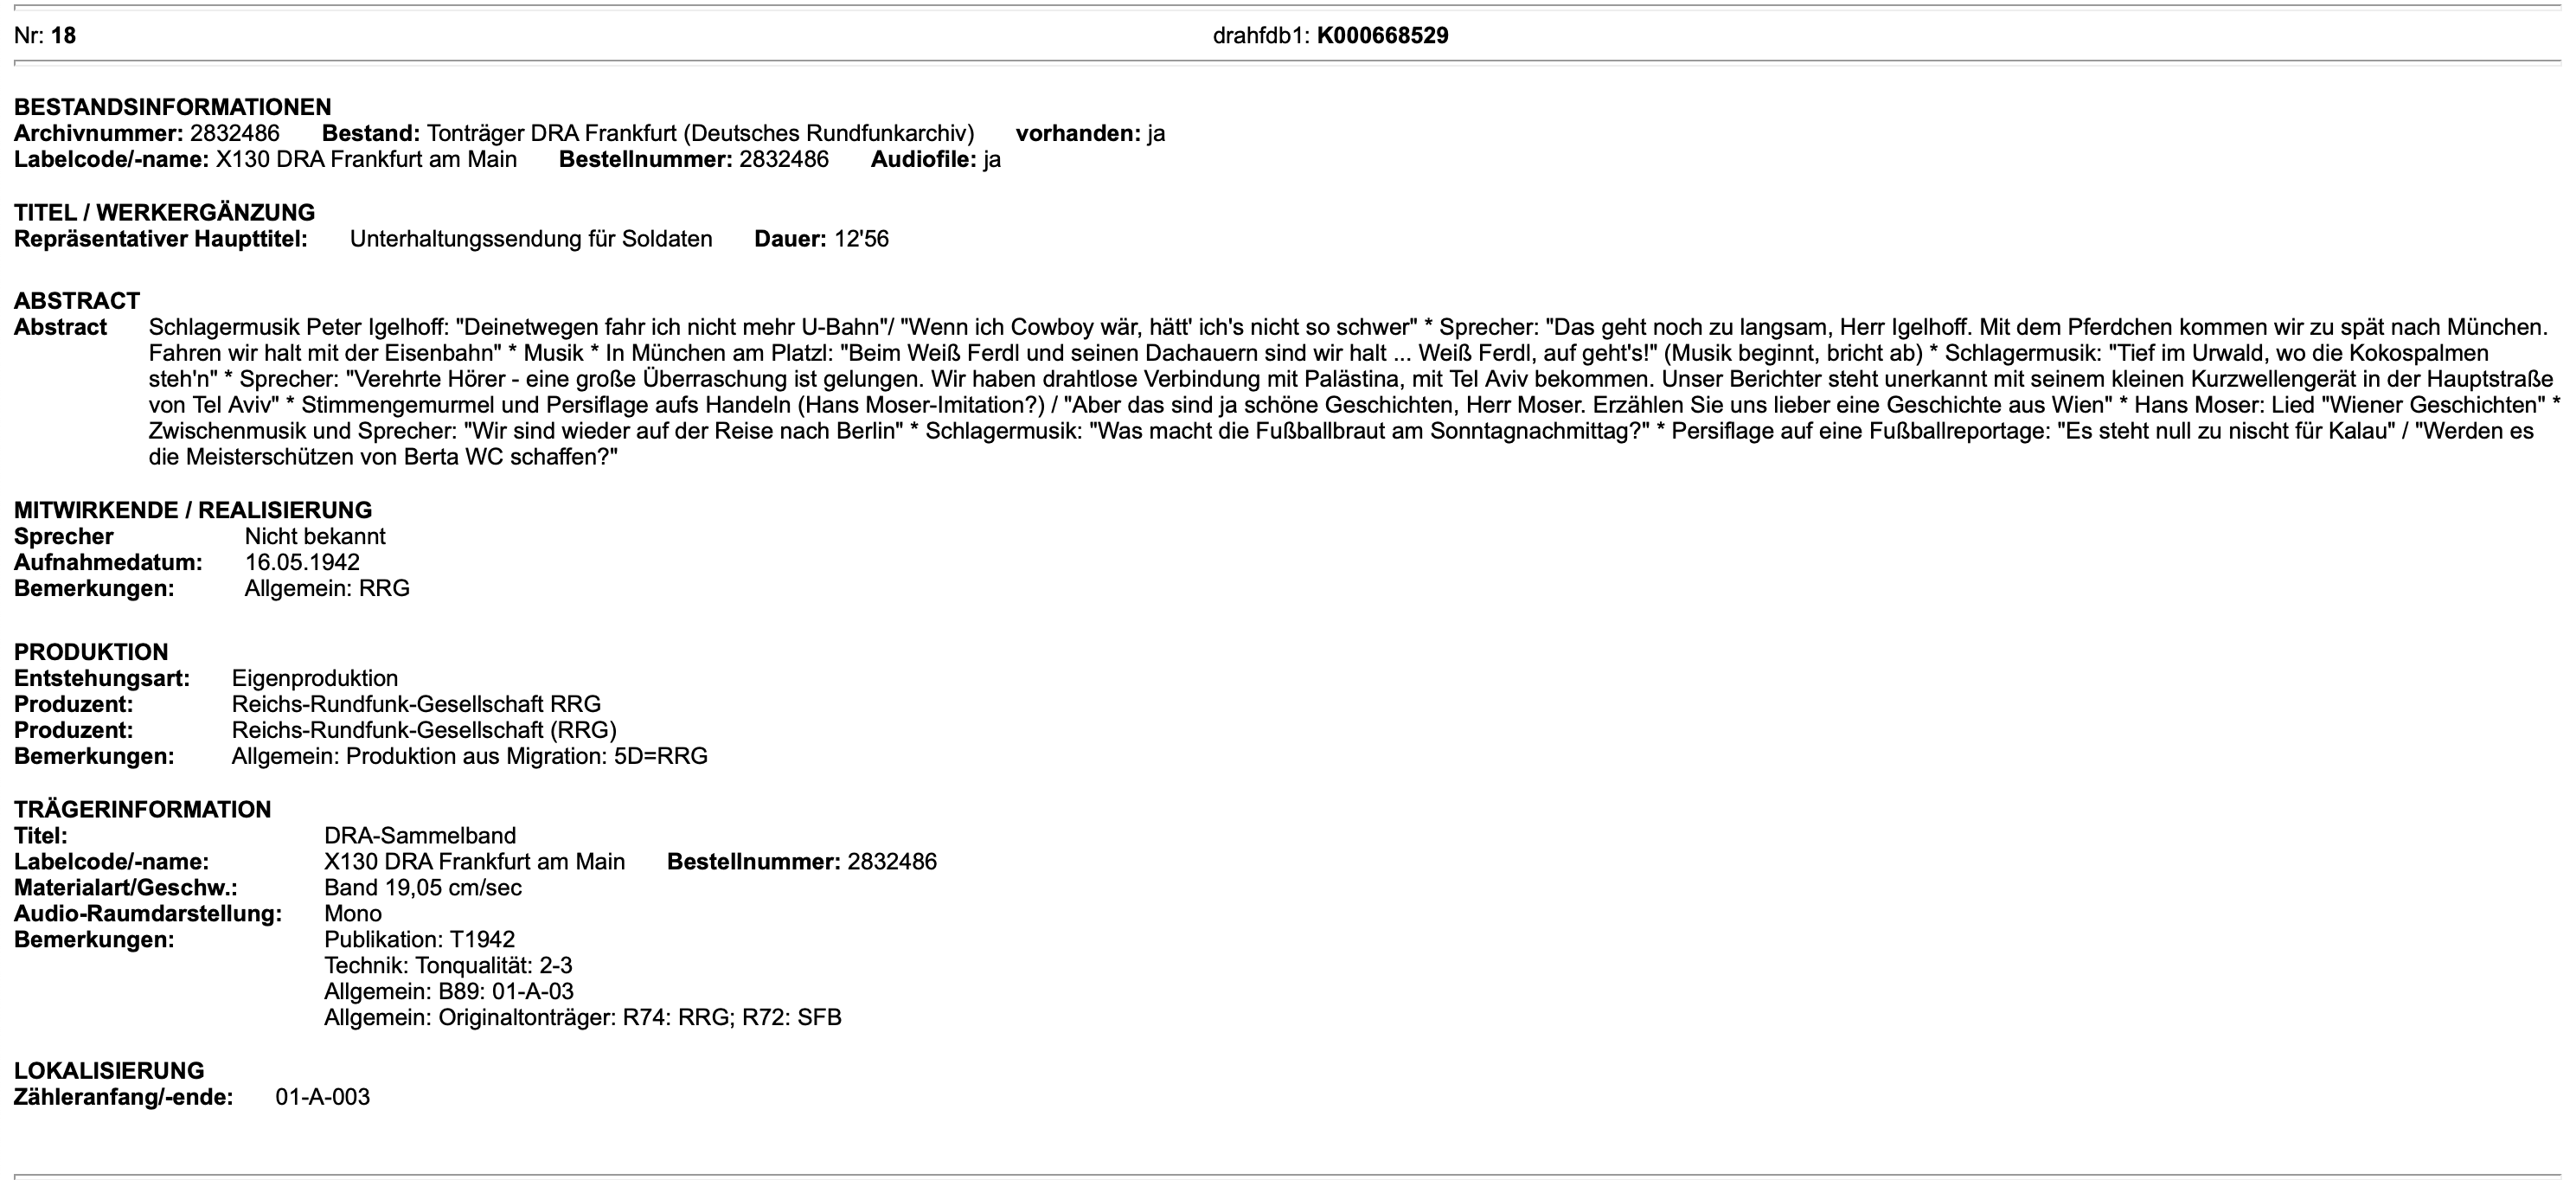 Nr: 18 drahfdb1: K000668529
BESTANDSINFORMATIONEN
Archivnummer: 2832486 Bestand: Tonträger DRA Frankfurt (Deutsches Rundfunkarchiv) vorhanden: ja
Labelcode/-name: X130 DRA Frankfurt am Main Bestellnummer: 2832486 Audiofile: ja
TITEL / WERKERGÄNZUNG
Repräsentativer Haupttitel: Unterhaltungssendung für Soldaten Dauer: 12'56
ABSTRACT
Abstract Schlagermusik Peter Igelhoff: "Deinetwegen fahr ich nicht mehr U-Bahn"/ "Wenn ich Cowboy wär, hätt' ich's nicht so schwer" * Sprecher: "Das geht noch zu langsam, Herr Igelhoff. Mit dem Pferdchen kommen wir zu spät nach München.
Fahren wir halt mit der Eisenbahn" * Musik * In München am Platzl: "Beim Weiß Ferdl und seinen Dachauern sind wir halt ... Weiß Ferdl, auf geht's!" (Musik beginnt, bricht ab) * Schlagermusik: "Tief im Urwald, wo die Kokospalmen
steh'n" * Sprecher: "Verehrte Hörer - eine große Überraschung ist gelungen. Wir haben drahtlose Verbindung mit Palästina, mit Tel Aviv bekommen. Unser Berichter steht unerkannt mit seinem kleinen Kurzwellengerät in der Hauptstraße
von Tel Aviv" * Stimmengemurmel und Persiflage aufs Handeln (Hans Moser-Imitation?) / "Aber das sind ja schöne Geschichten, Herr Moser. Erzählen Sie uns lieber eine Geschichte aus Wien" * Hans Moser: Lied "Wiener Geschichten" *
Zwischenmusik und Sprecher: "Wir sind wieder auf der Reise nach Berlin" * Schlagermusik: "Was macht die Fußballbraut am Sonntagnachmittag?" * Persiflage auf eine Fußballreportage: "Es steht null zu nischt für Kalau" / "Werden es
die Meisterschützen von Berta WC schaffen?"
MITWIRKENDE / REALISIERUNG
Sprecher Nicht bekannt
Aufnahmedatum: 16.05.1942
Bemerkungen: Allgemein: RRG
PRODUKTION
Entstehungsart: Eigenproduktion
Produzent: Reichs-Rundfunk-Gesellschaft RRG
Produzent: Reichs-Rundfunk-Gesellschaft (RRG)
Bemerkungen: Allgemein: Produktion aus Migration: 5D=RRG
TRÄGERINFORMATION
Titel: DRA-Sammelband
Labelcode/-name: X130 DRA Frankfurt am Main Bestellnummer: 2832486
Materialart/Geschw.: Band 19,05 cm/sec
Audio-Raumdarstellung: Mono
Bemerkungen: Publikation: T1942
Technik: Tonqualität: 2-3
Allgemein: B89: 01-A-03
Allgemein: Originaltonträger: R74: RRG; R72: SFB
LOKALISIERUNG
Zähleranfang/-ende: 01-A-003